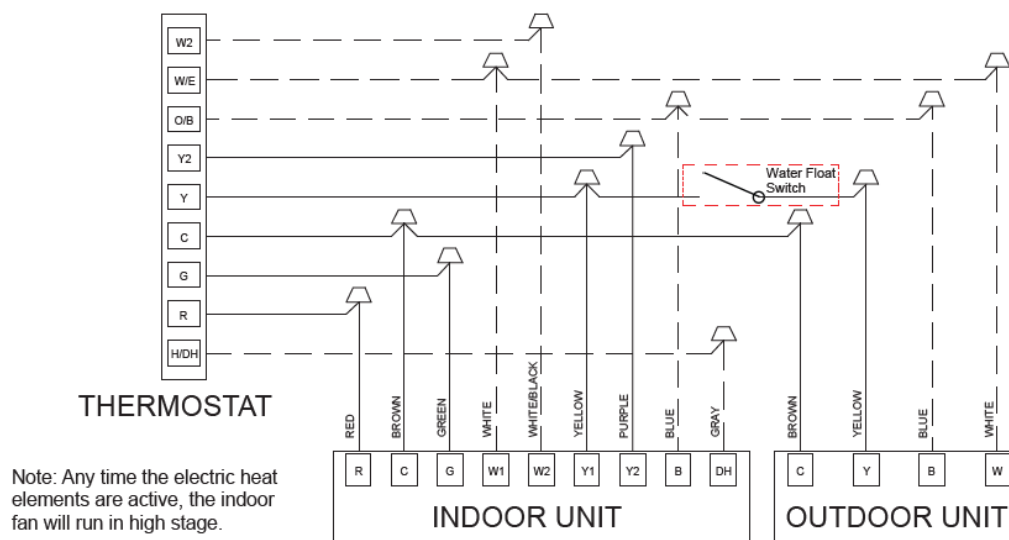 W2
W/E
O/B
Y2
Y
C
G
R
H/DH
THERMOSTAT
Water Float
Switch
RED
BROWN
GREEN
WHITE
WHITE/BLACK
YELLOW
PURPLE
BLUE
GRAY
BROWN
YELLOW
BLUE
WHITE
R
C
G
W1
W2
Y1
Y2
B
DH
C
Y
B
W
INDOOR UNIT
OUTDOOR UNIT
Note: Any time the electric heat
elements are active, the indoor
fan will run in high stage.